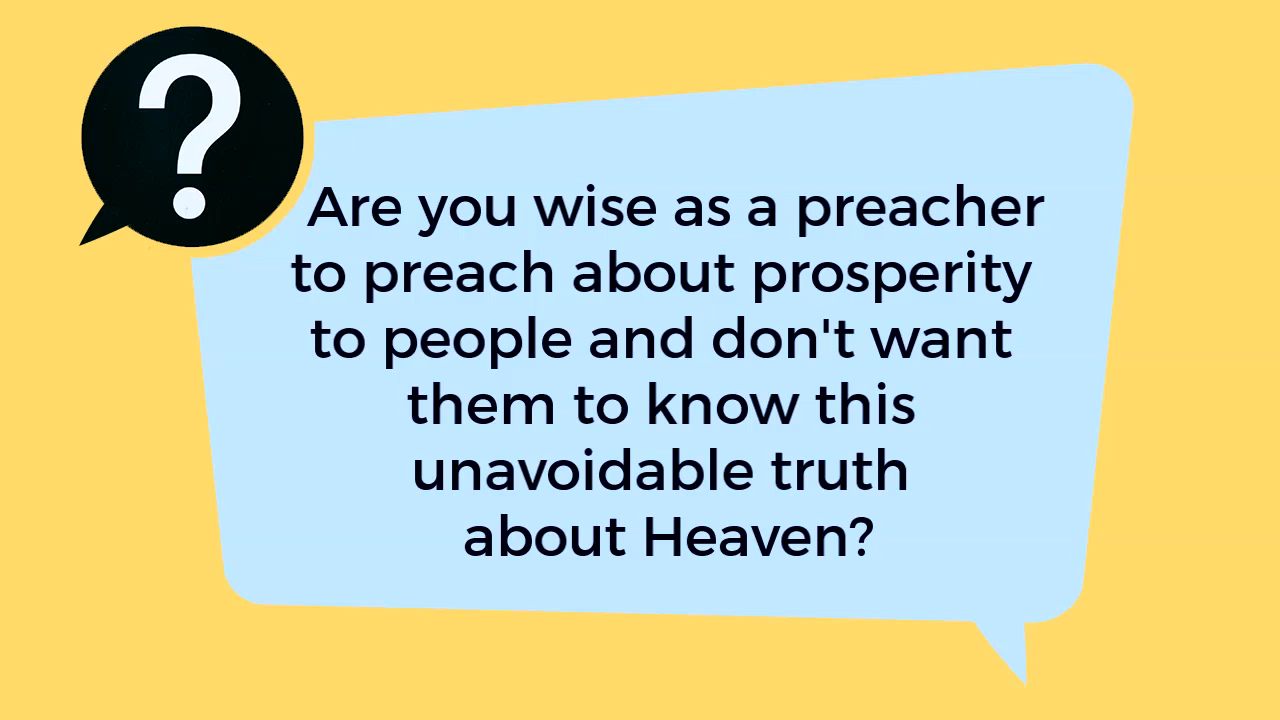 ?
Are you wise as a preacher
to preach about prosperity
to people and don't want
them to know this
unavoidable truth
about Heaven?